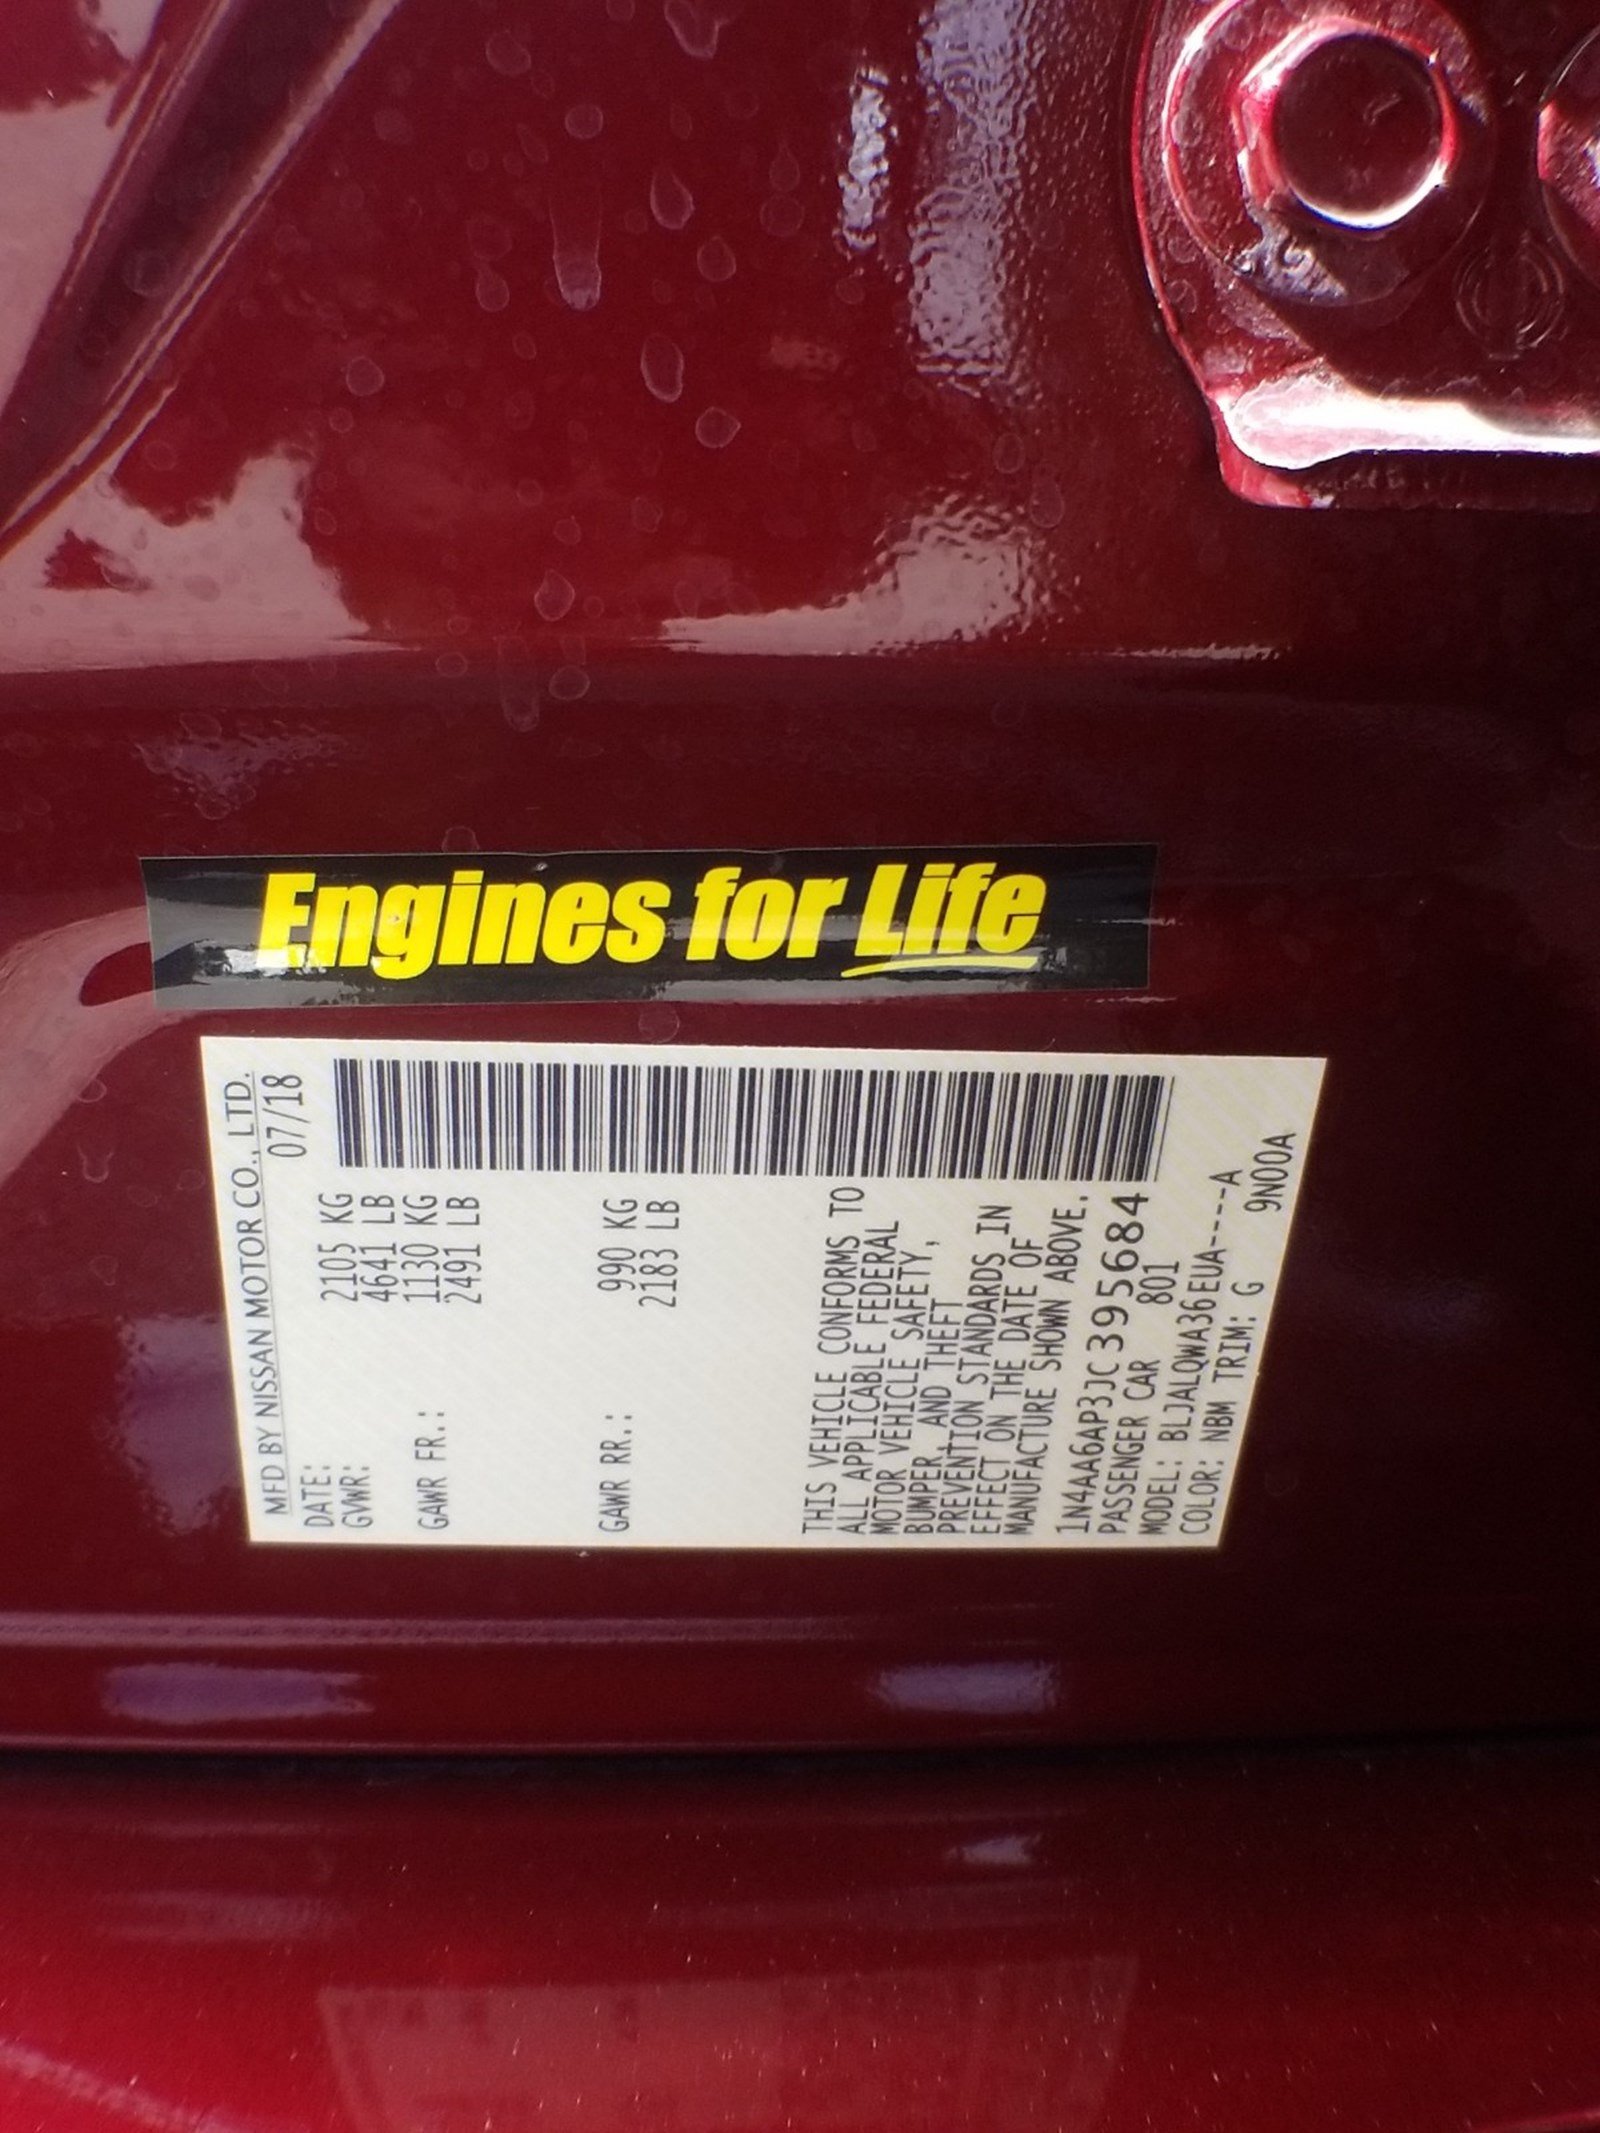 Engines for Life
MFD BY NISSAN MOTOR CO., LTD.
DATE: 07/18
GVWR: 2105 KG
4641 LB
GAWR FR.: 1130 KG
2491 LB
GAWR RR.: 990 KG
2183 LB
THIS VEHICLE CONFORMS TO
ALL APPLICABLE FEDERAL
MOTOR VEHICLE SAFETY,
BUMPER, AND THEFT
PREVENTION STANDARDS IN
EFFECT ON THE DATE OF
MANUFACTURE SHOWN ABOVE.
1N4AA6AP3JC395684
PASSENGER CAR 801
MODEL: BLJALQWA36EUA----A
COLOR: NBM TRIM: G 9N00A